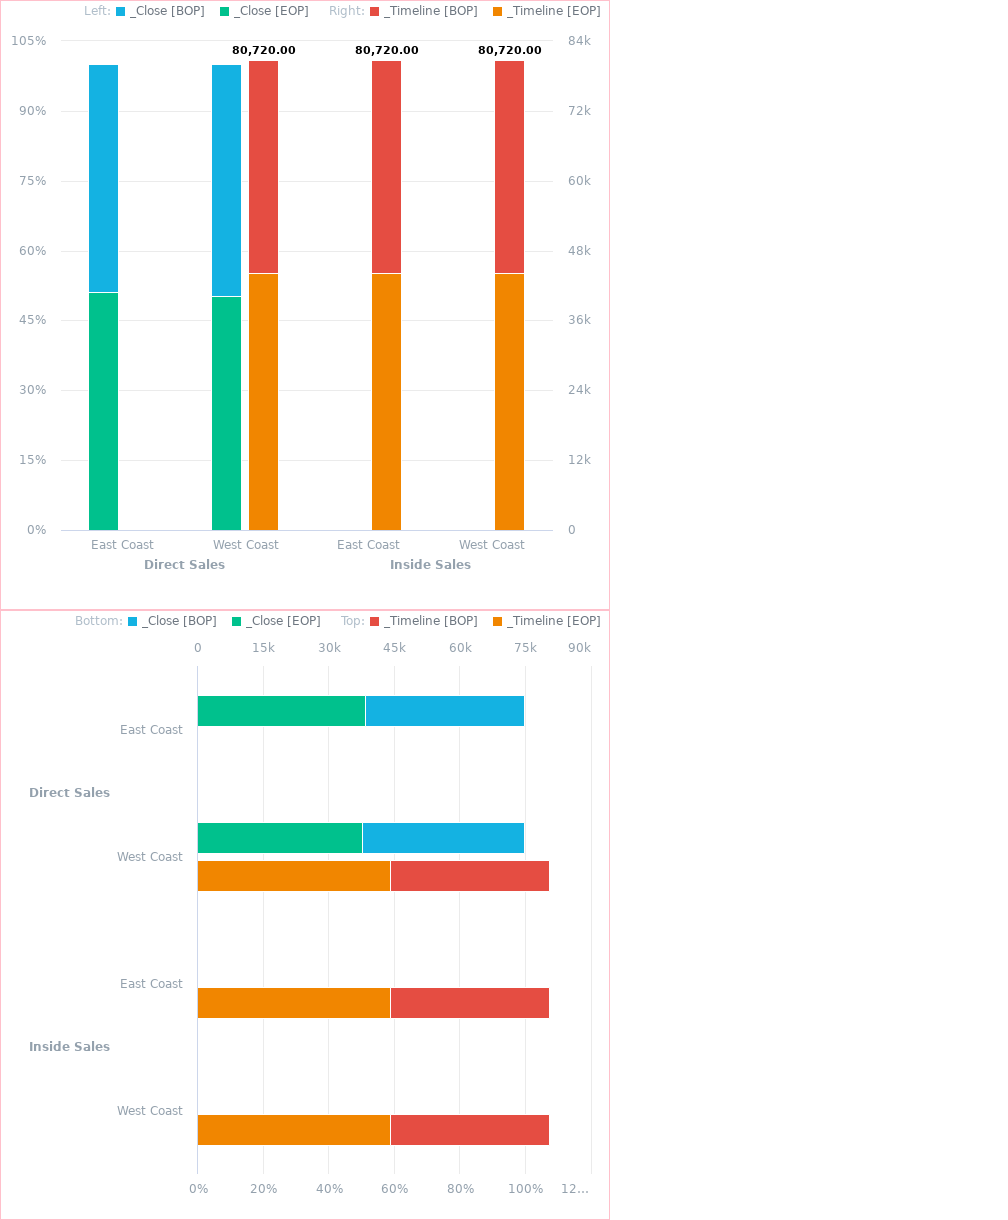 Left: _Close [BOP] _Close [EOP] Right: _Timeline [BOP] _Timeline [EOP]
105% 84k
80,720.00 80,720.00 80,720.00
90% 72k
75% 60k
60% 48k
45% 36k
30% 24k
15% 12k
0% 0
East Coast West Coast East Coast West Coast
Direct Sales Inside Sales
Bottom: _Close [BOP] _Close [EOP] Top: _Timeline [BOP] _Timeline [EOP]
0 15k 30k 45k 60k 75k 90k
East Coast
Direct Sales
West Coast
East Coast
Inside Sales
West Coast
0% 20% 40% 60% 80% 100% 12...